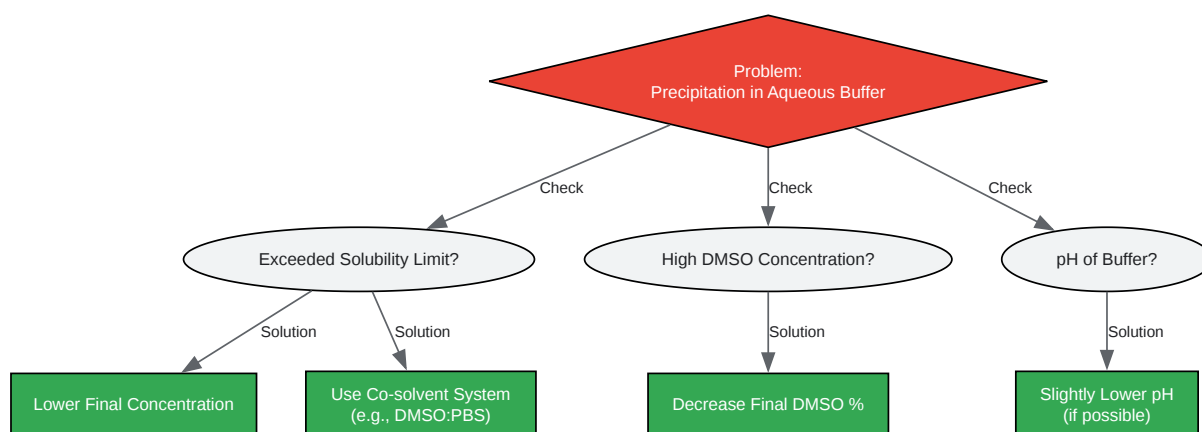 Problem:
Precipitation in Aqueous Buffer
Check
Check
Check
Exceeded Solubility Limit?
High DMSO Concentration?
pH of Buffer?
Solution
Solution
Solution
Solution
Lower Final Concentration
Use Co-solvent System
(e.g., DMSO:PBS)
Decrease Final DMSO %
Slightly Lower pH
(if possible)